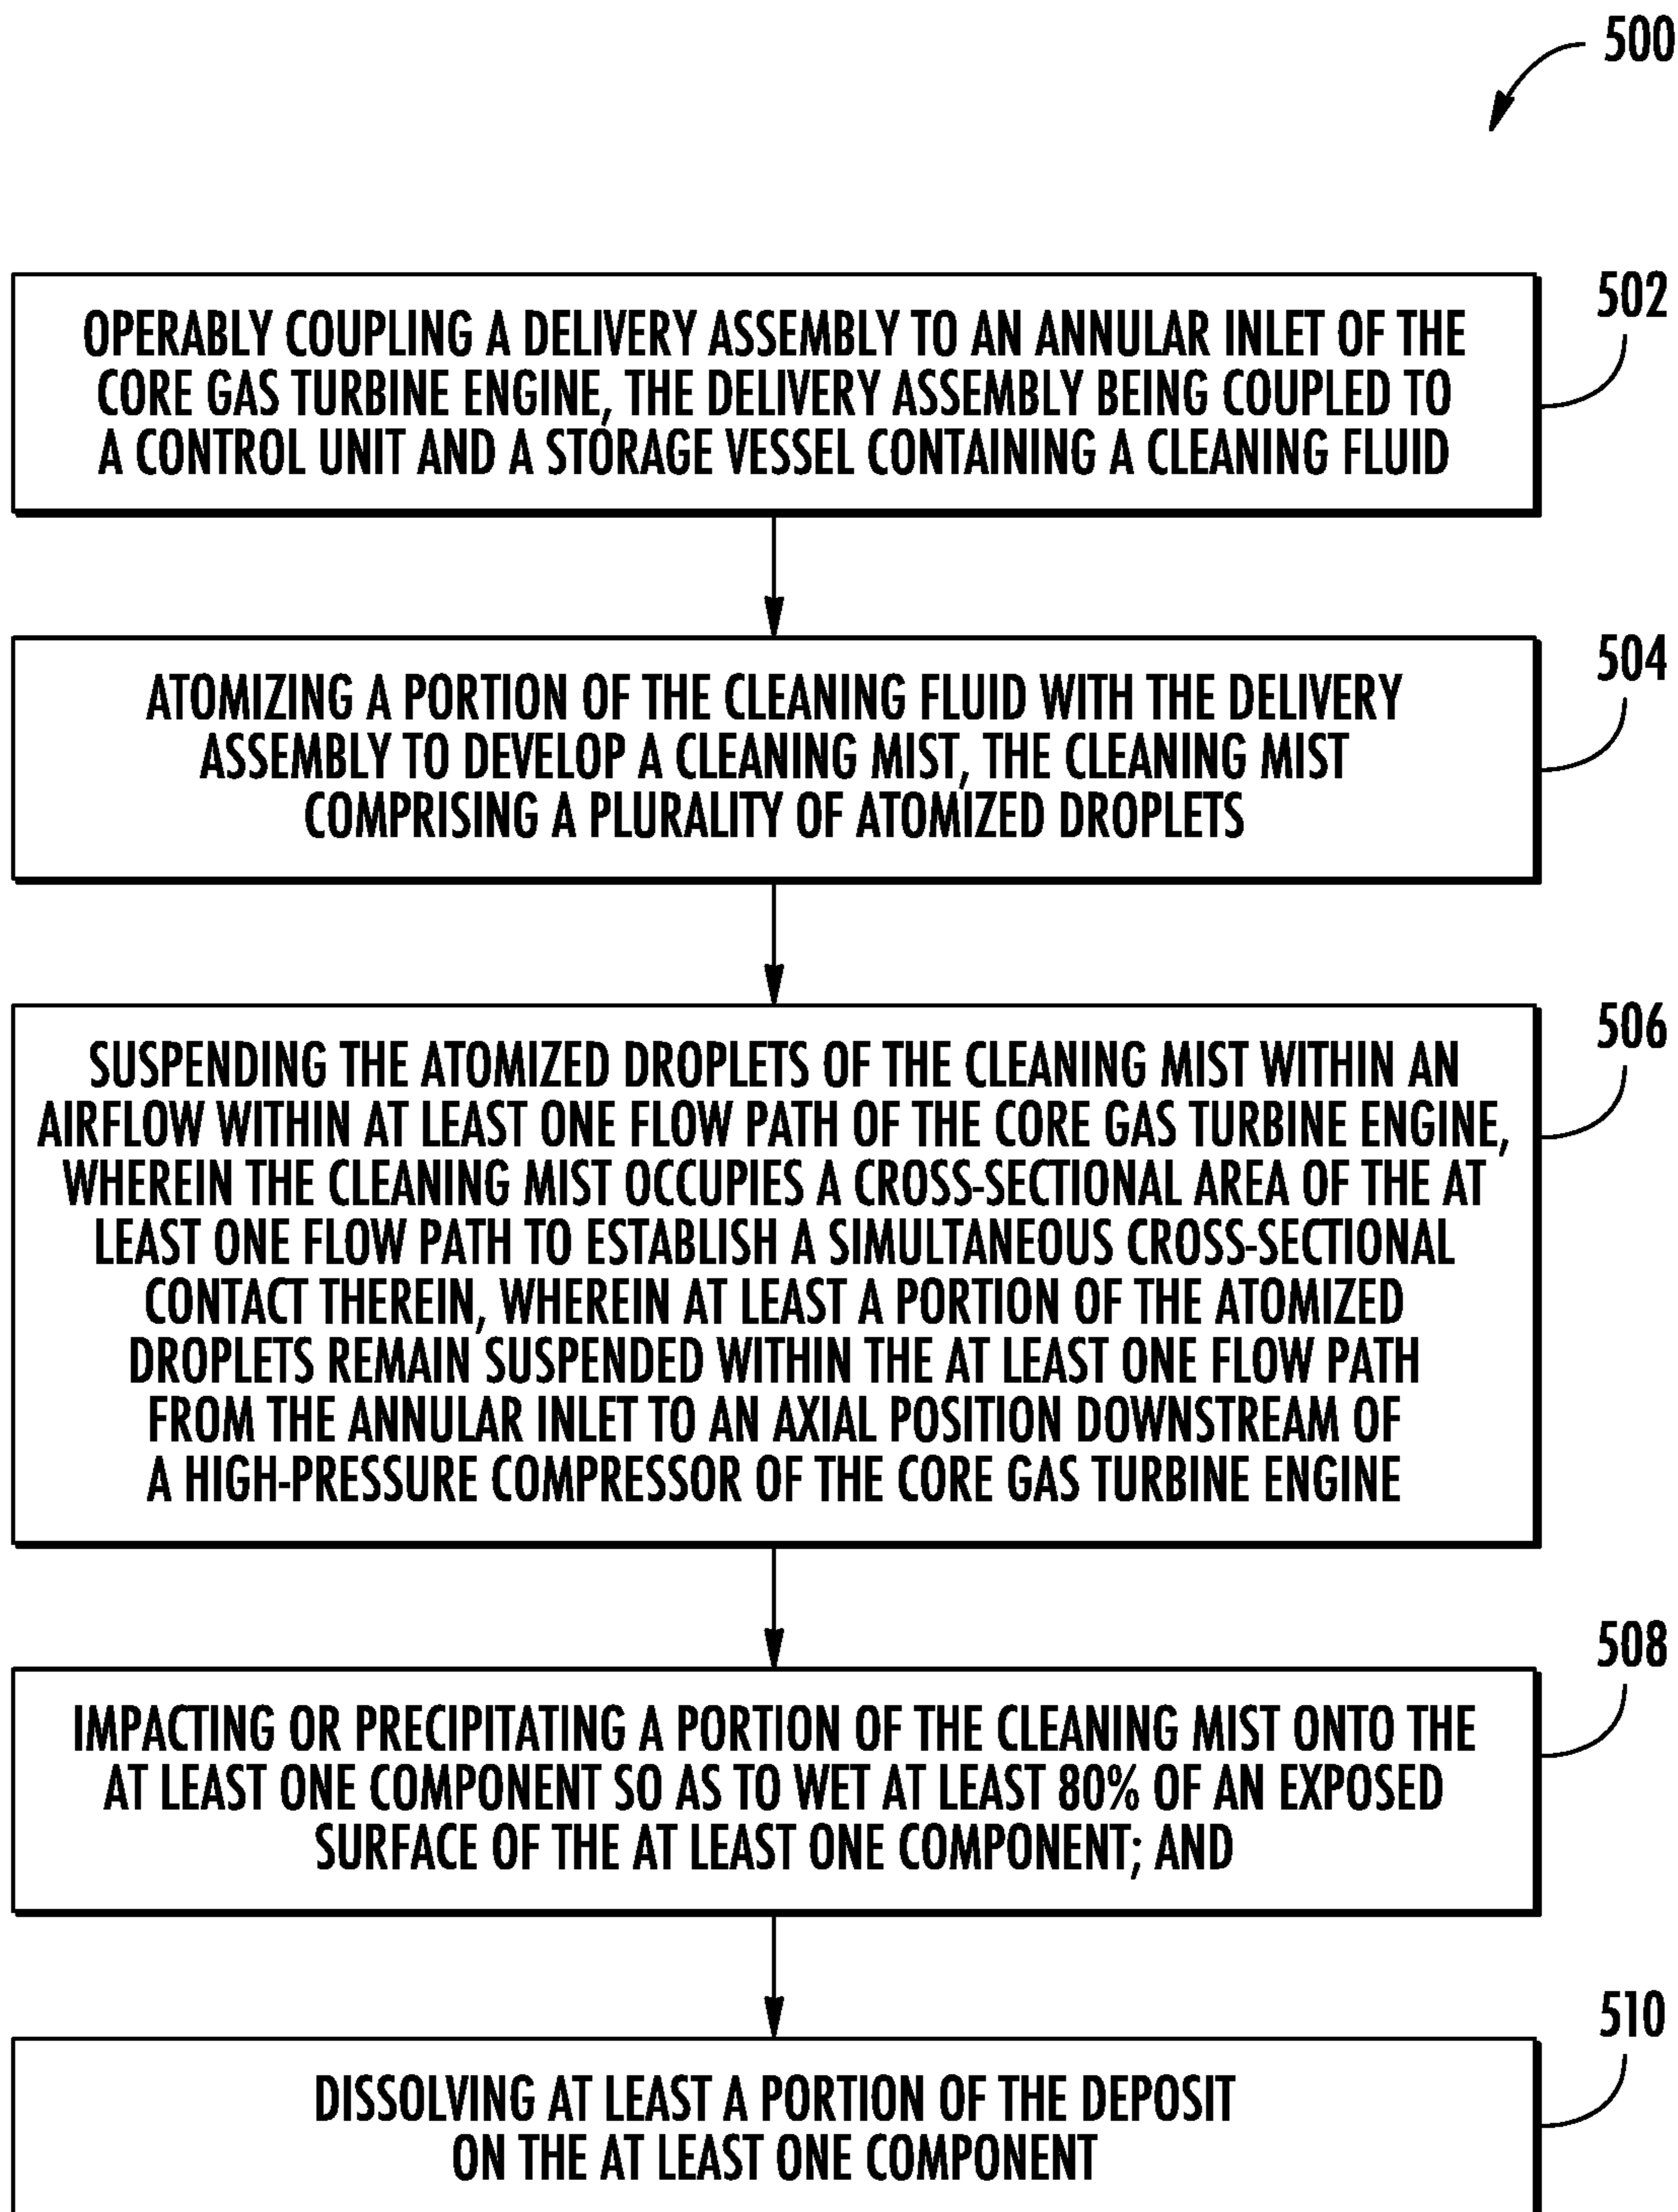 500
OPERABLY COUPLING A DELIVERY ASSEMBLY TO AN ANNULAR INLET OF THE
CORE GAS TURBINE ENGINE, THE DELIVERY ASSEMBLY BEING COUPLED TO
A CONTROL UNIT AND A STORAGE VESSEL CONTAINING A CLEANING FLUID
502
ATOMIZING A PORTION OF THE CLEANING FLUID WITH THE DELIVERY
ASSEMBLY TO DEVELOP A CLEANING MIST, THE CLEANING MIST
COMPRISING A PLURALITY OF ATOMIZED DROPLETS
504
SUSPENDING THE ATOMIZED DROPLETS OF THE CLEANING MIST WITHIN AN
AIRFLOW WITHIN AT LEAST ONE FLOW PATH OF THE CORE GAS TURBINE ENGINE,
WHEREIN THE CLEANING MIST OCCUPIES A CROSS-SECTIONAL AREA OF THE AT
LEAST ONE FLOW PATH TO ESTABLISH A SIMULTANEOUS CROSS-SECTIONAL
CONTACT THEREIN, WHEREIN AT LEAST A PORTION OF THE ATOMIZED
DROPLETS REMAIN SUSPENDED WITHIN THE AT LEAST ONE FLOW PATH
FROM THE ANNULAR INLET TO AN AXIAL POSITION DOWNSTREAM OF
A HIGH-PRESSURE COMPRESSOR OF THE CORE GAS TURBINE ENGINE
506
IMPACTING OR PRECIPITATING A PORTION OF THE CLEANING MIST ONTO THE
AT LEAST ONE COMPONENT SO AS TO WET AT LEAST 80% OF AN EXPOSED
SURFACE OF THE AT LEAST ONE COMPONENT; AND
508
DISSOLVING AT LEAST A PORTION OF THE DEPOSIT
ON THE AT LEAST ONE COMPONENT
510